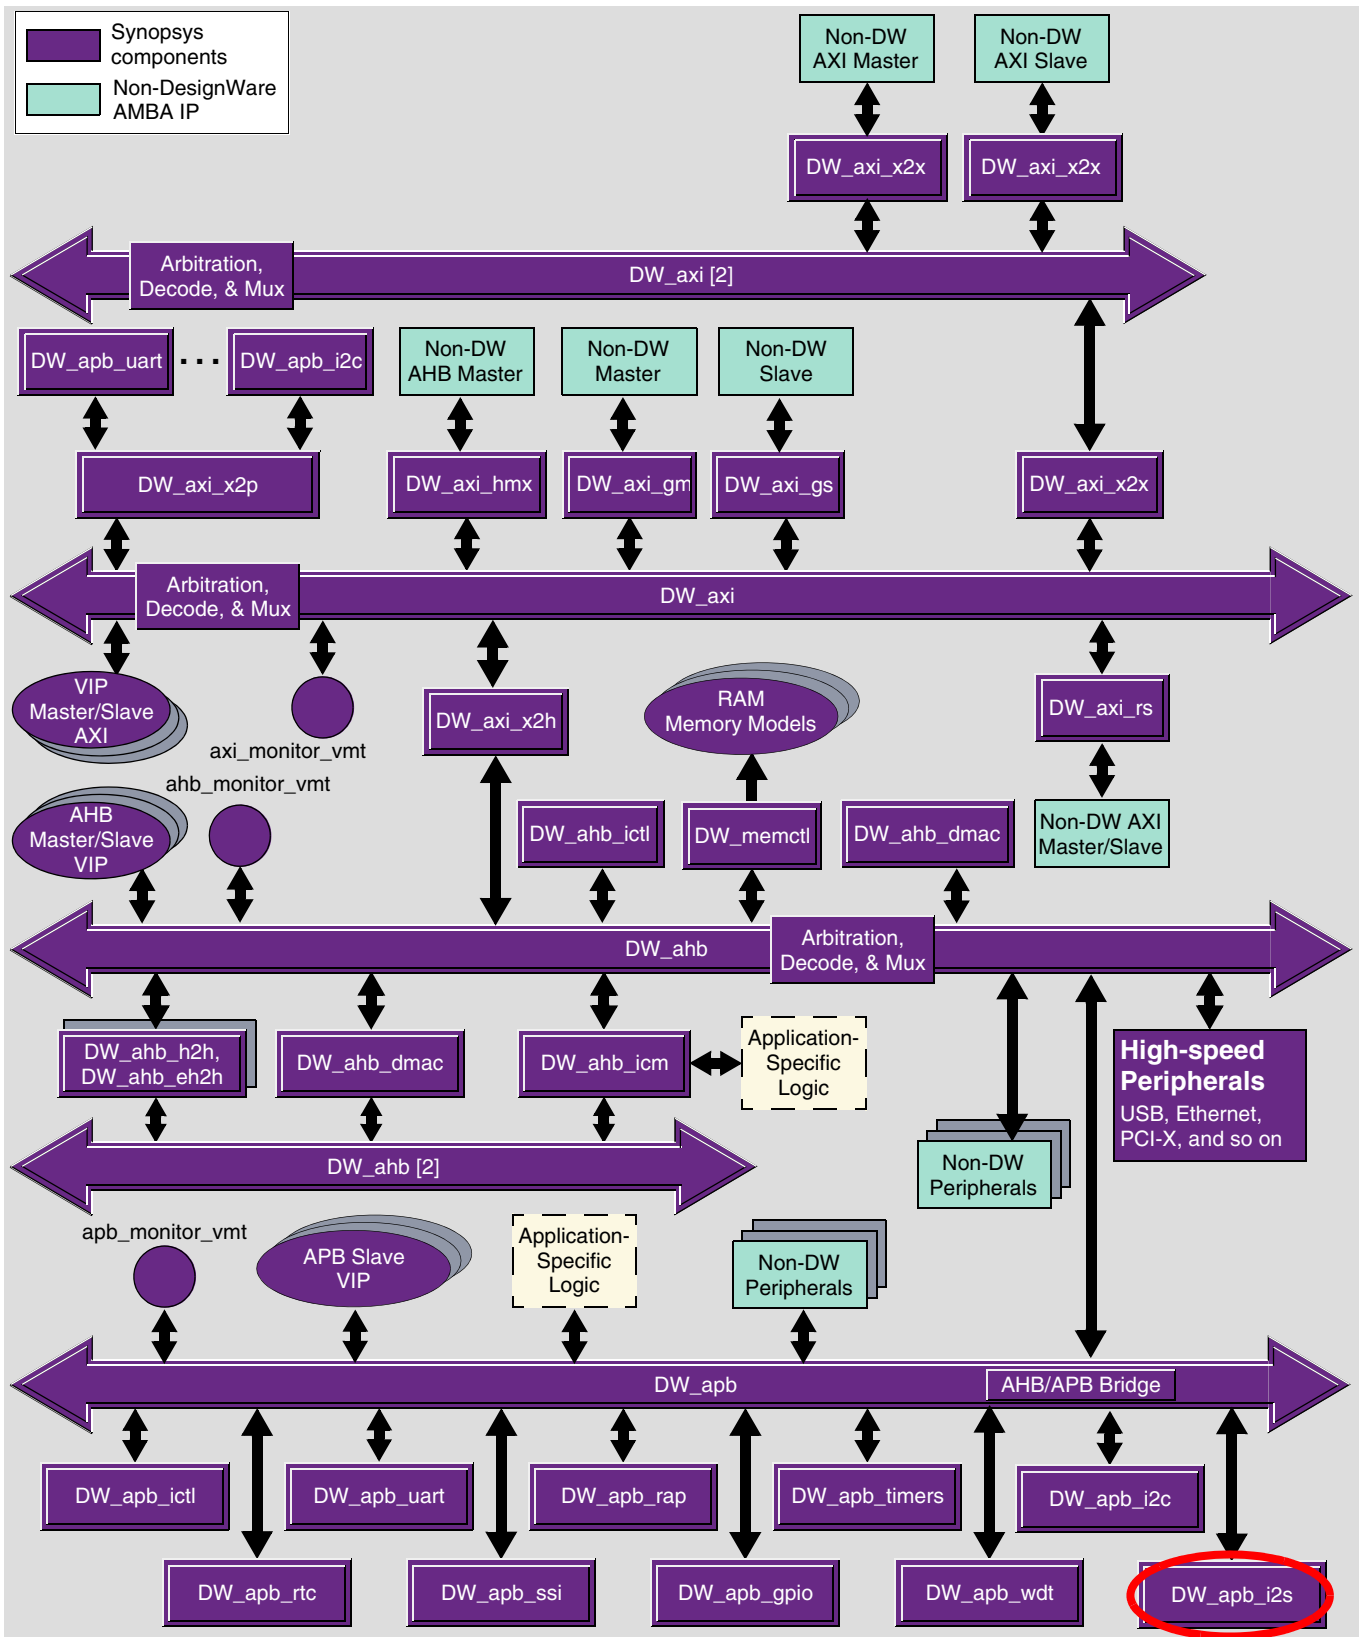 Synopsys
components
Non-DesignWare
AMBA IP
Non-DW
AXI Master
Non-DW
AXI Slave
DW_axi_x2x
DW_axi_x2x
Arbitration,
Decode, & Mux
DW_axi [2]
DW_apb_uart
. . .
DW_apb_i2c
Non-DW
AHB Master
Non-DW
Master
Non-DW
Slave
DW_axi_x2p
DW_axi_hmx
DW_axi_gm
DW_axi_gs
DW_axi_x2x
Arbitration,
Decode, & Mux
DW_axi
VIP
Master/Slave
AXI
axi_monitor_vmt
DW_axi_x2h
RAM
Memory Models
DW_axi_rs
ahb_monitor_vmt
AHB
Master/Slave
VIP
DW_ahb_ictl
DW_memctl
DW_ahb_dmac
Non-DW AXI
Master/Slave
DW_ahb
Arbitration,
Decode, & Mux
DW_ahb_h2h,
DW_ahb_eh2h
DW_ahb_dmac
DW_ahb_icm
Application-
Specific
Logic
High-speed
Peripherals
USB, Ethernet,
PCI-X, and so on
Non-DW
Peripherals
DW_ahb [2]
apb_monitor_vmt
APB Slave
VIP
Application-
Specific
Logic
Non-DW
Peripherals
DW_apb
AHB/APB Bridge
DW_apb_ictl
DW_apb_uart
DW_apb_rap
DW_apb_timers
DW_apb_i2c
DW_apb_rtc
DW_apb_ssi
DW_apb_gpio
DW_apb_wdt
DW_apb_i2s